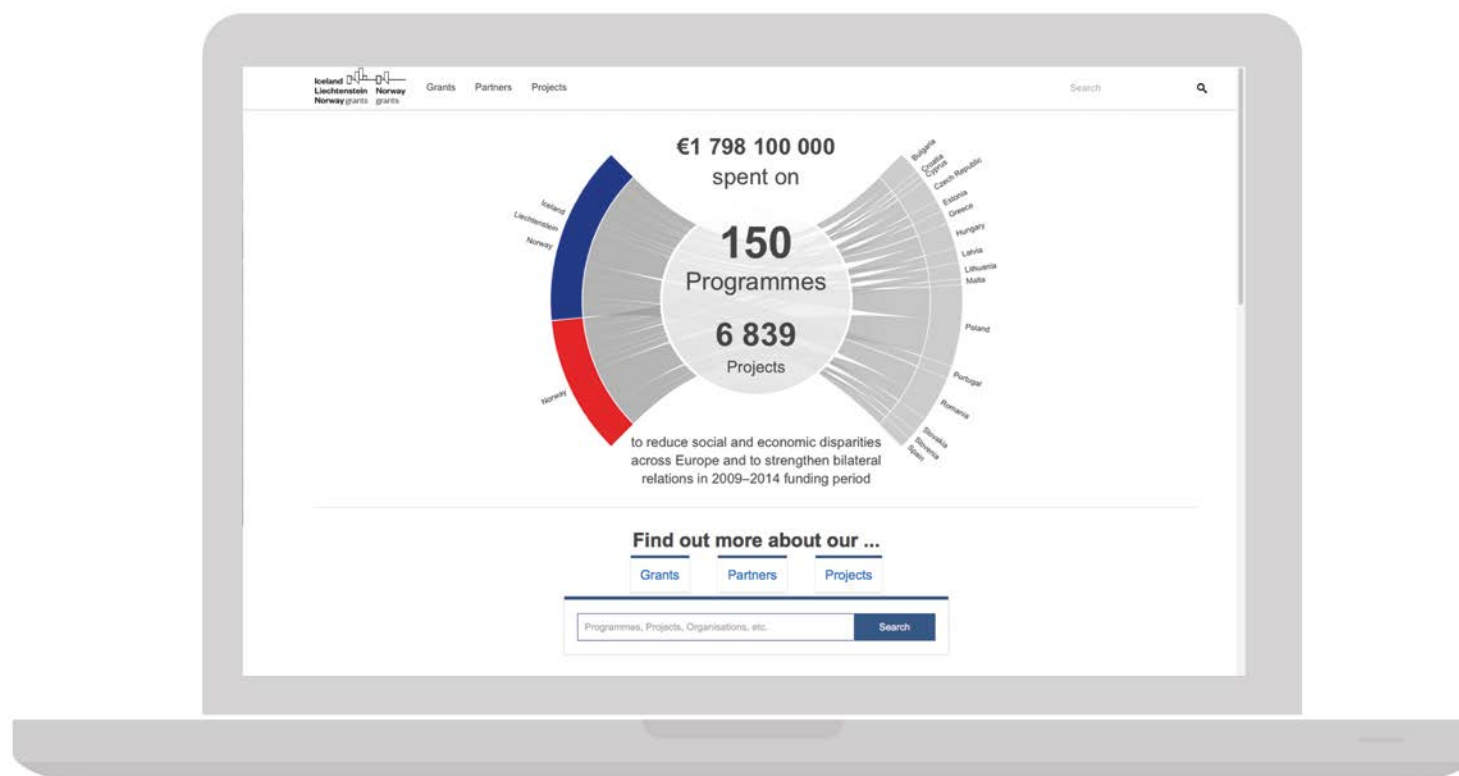 Iceland
Liechtenstein Norway
Norway grants grants
Grants Partners Projects
Search
€1 798 100 000
spent on
150
Programmes
6 839
Projects
to reduce social and economic disparities
across Europe and to strengthen bilateral
relations in 2009–2014 funding period
Iceland
Liechtenstein
Norway
Norway
Bulgaria
Croatia
Cyprus
Czech Republic
Estonia
Greece
Hungary
Latvia
Lithuania
Malta
Poland
Portugal
Romania
Slovakia
Slovenia
Spain
Find out more about our ...
Grants Partners Projects
Programmes, Projects, Organisations, etc.
Search